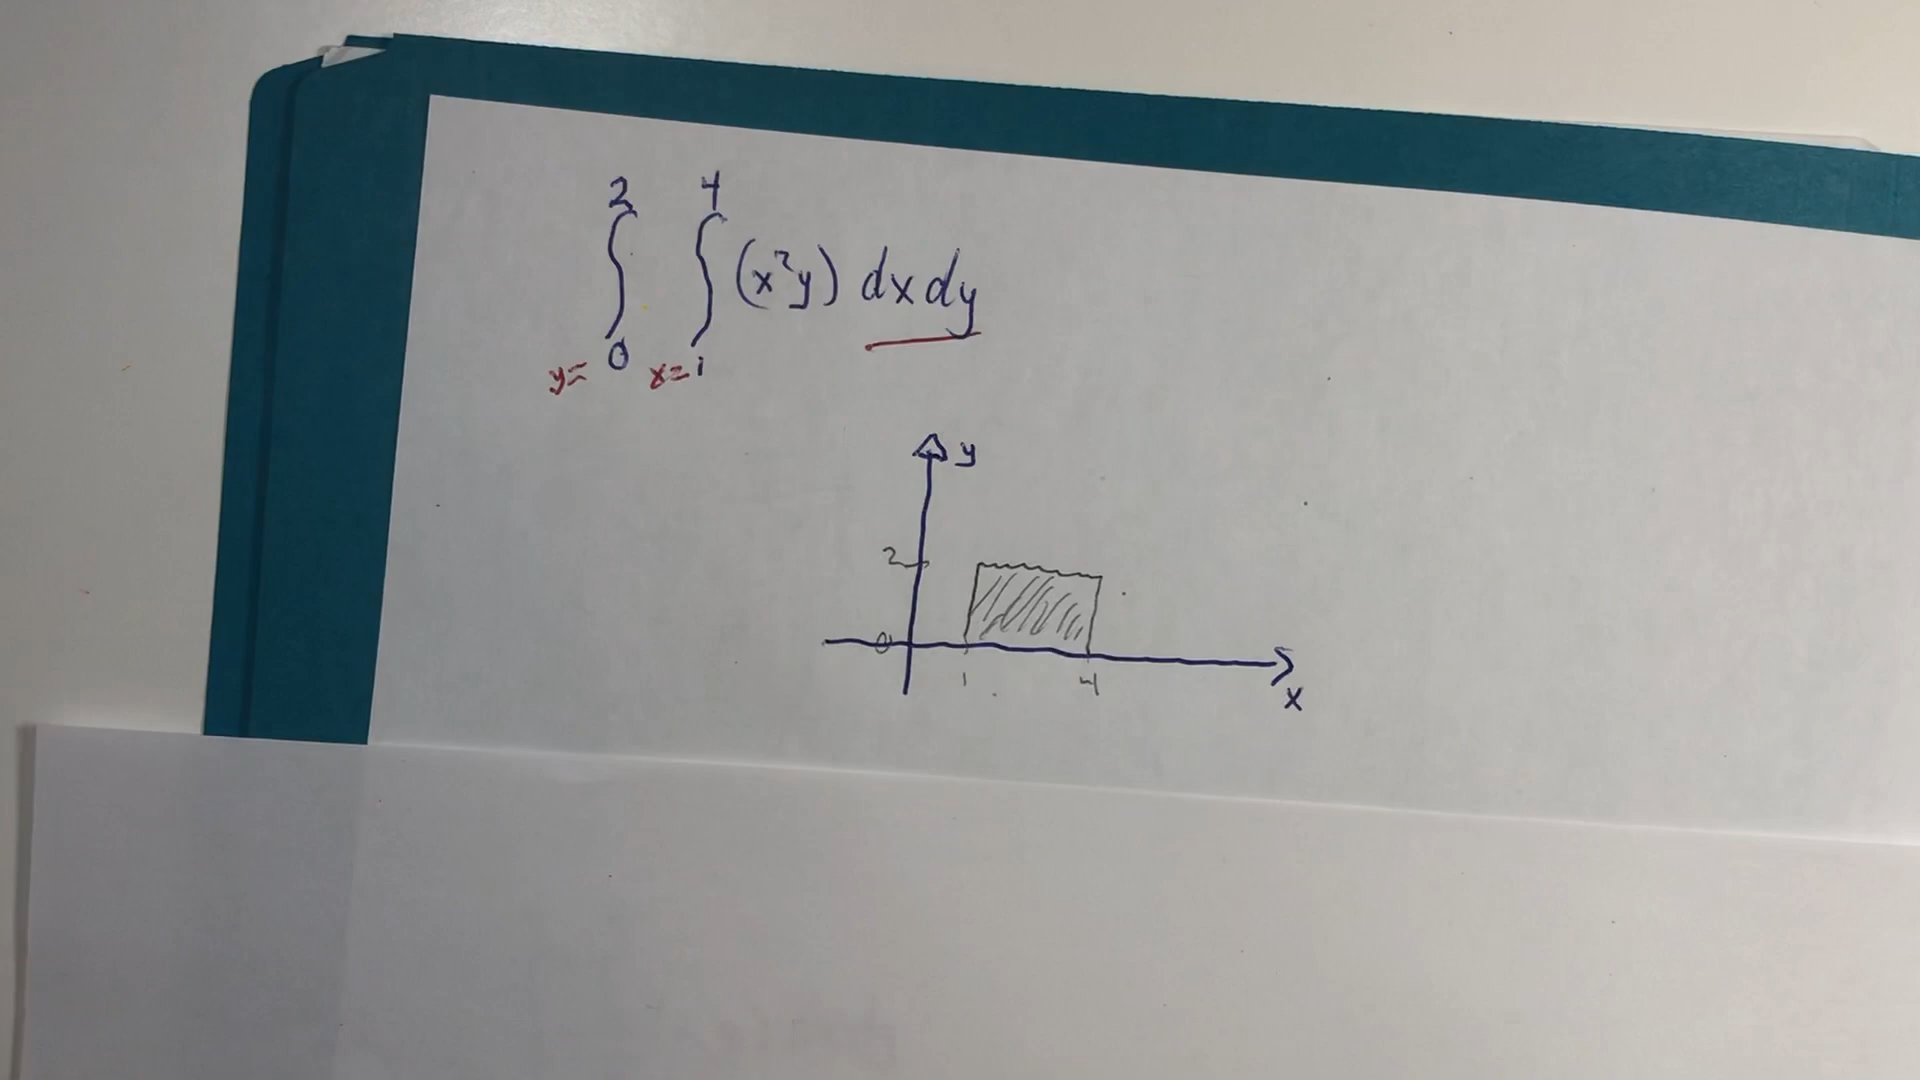 2 4
∫ ∫ (x²y) dx dy
y= 0 x= 1
y
2
0
1 4
x